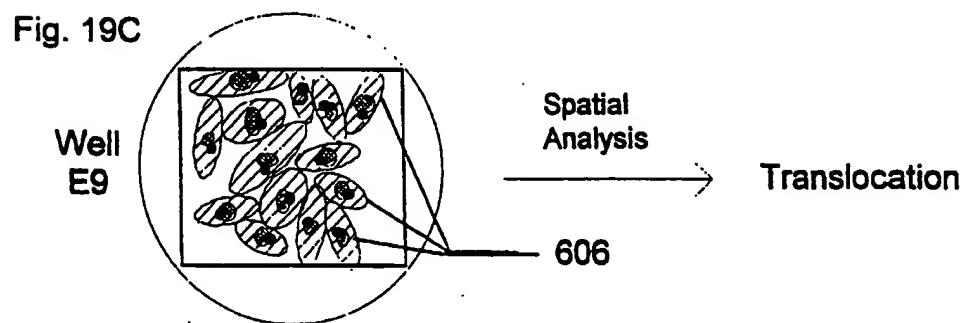 Fig. 19C
Well
E9
Spatial
Analysis
Translocation
606